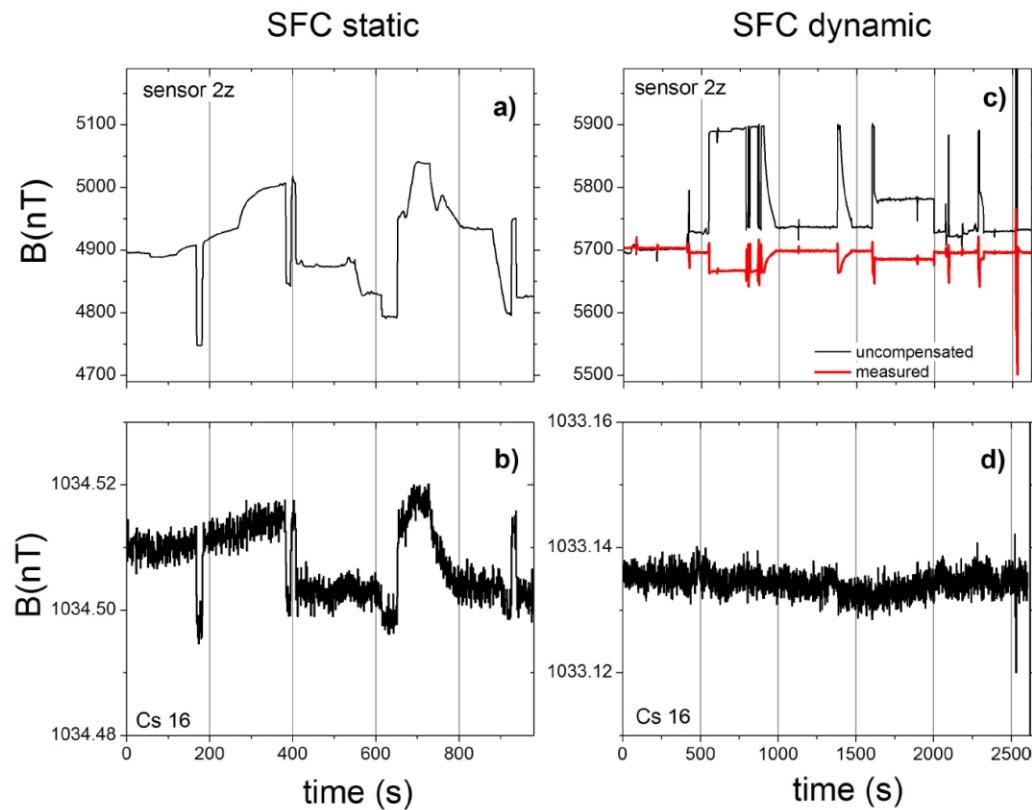 SFC static
SFC dynamic
sensor 2z
a)
5100
5000
4900
4800
4700
B(nT)
sensor 2z
c)
5900
5800
5700
5600
5500
uncompensated
measured
b)
1034.52
1034.50
1034.48
B(nT)
Cs 16
0 200 400 600 800
time (s)
1033.16
d)
1033.14
1033.12
Cs 16
0 500 1000 1500 2000 2500
time (s)